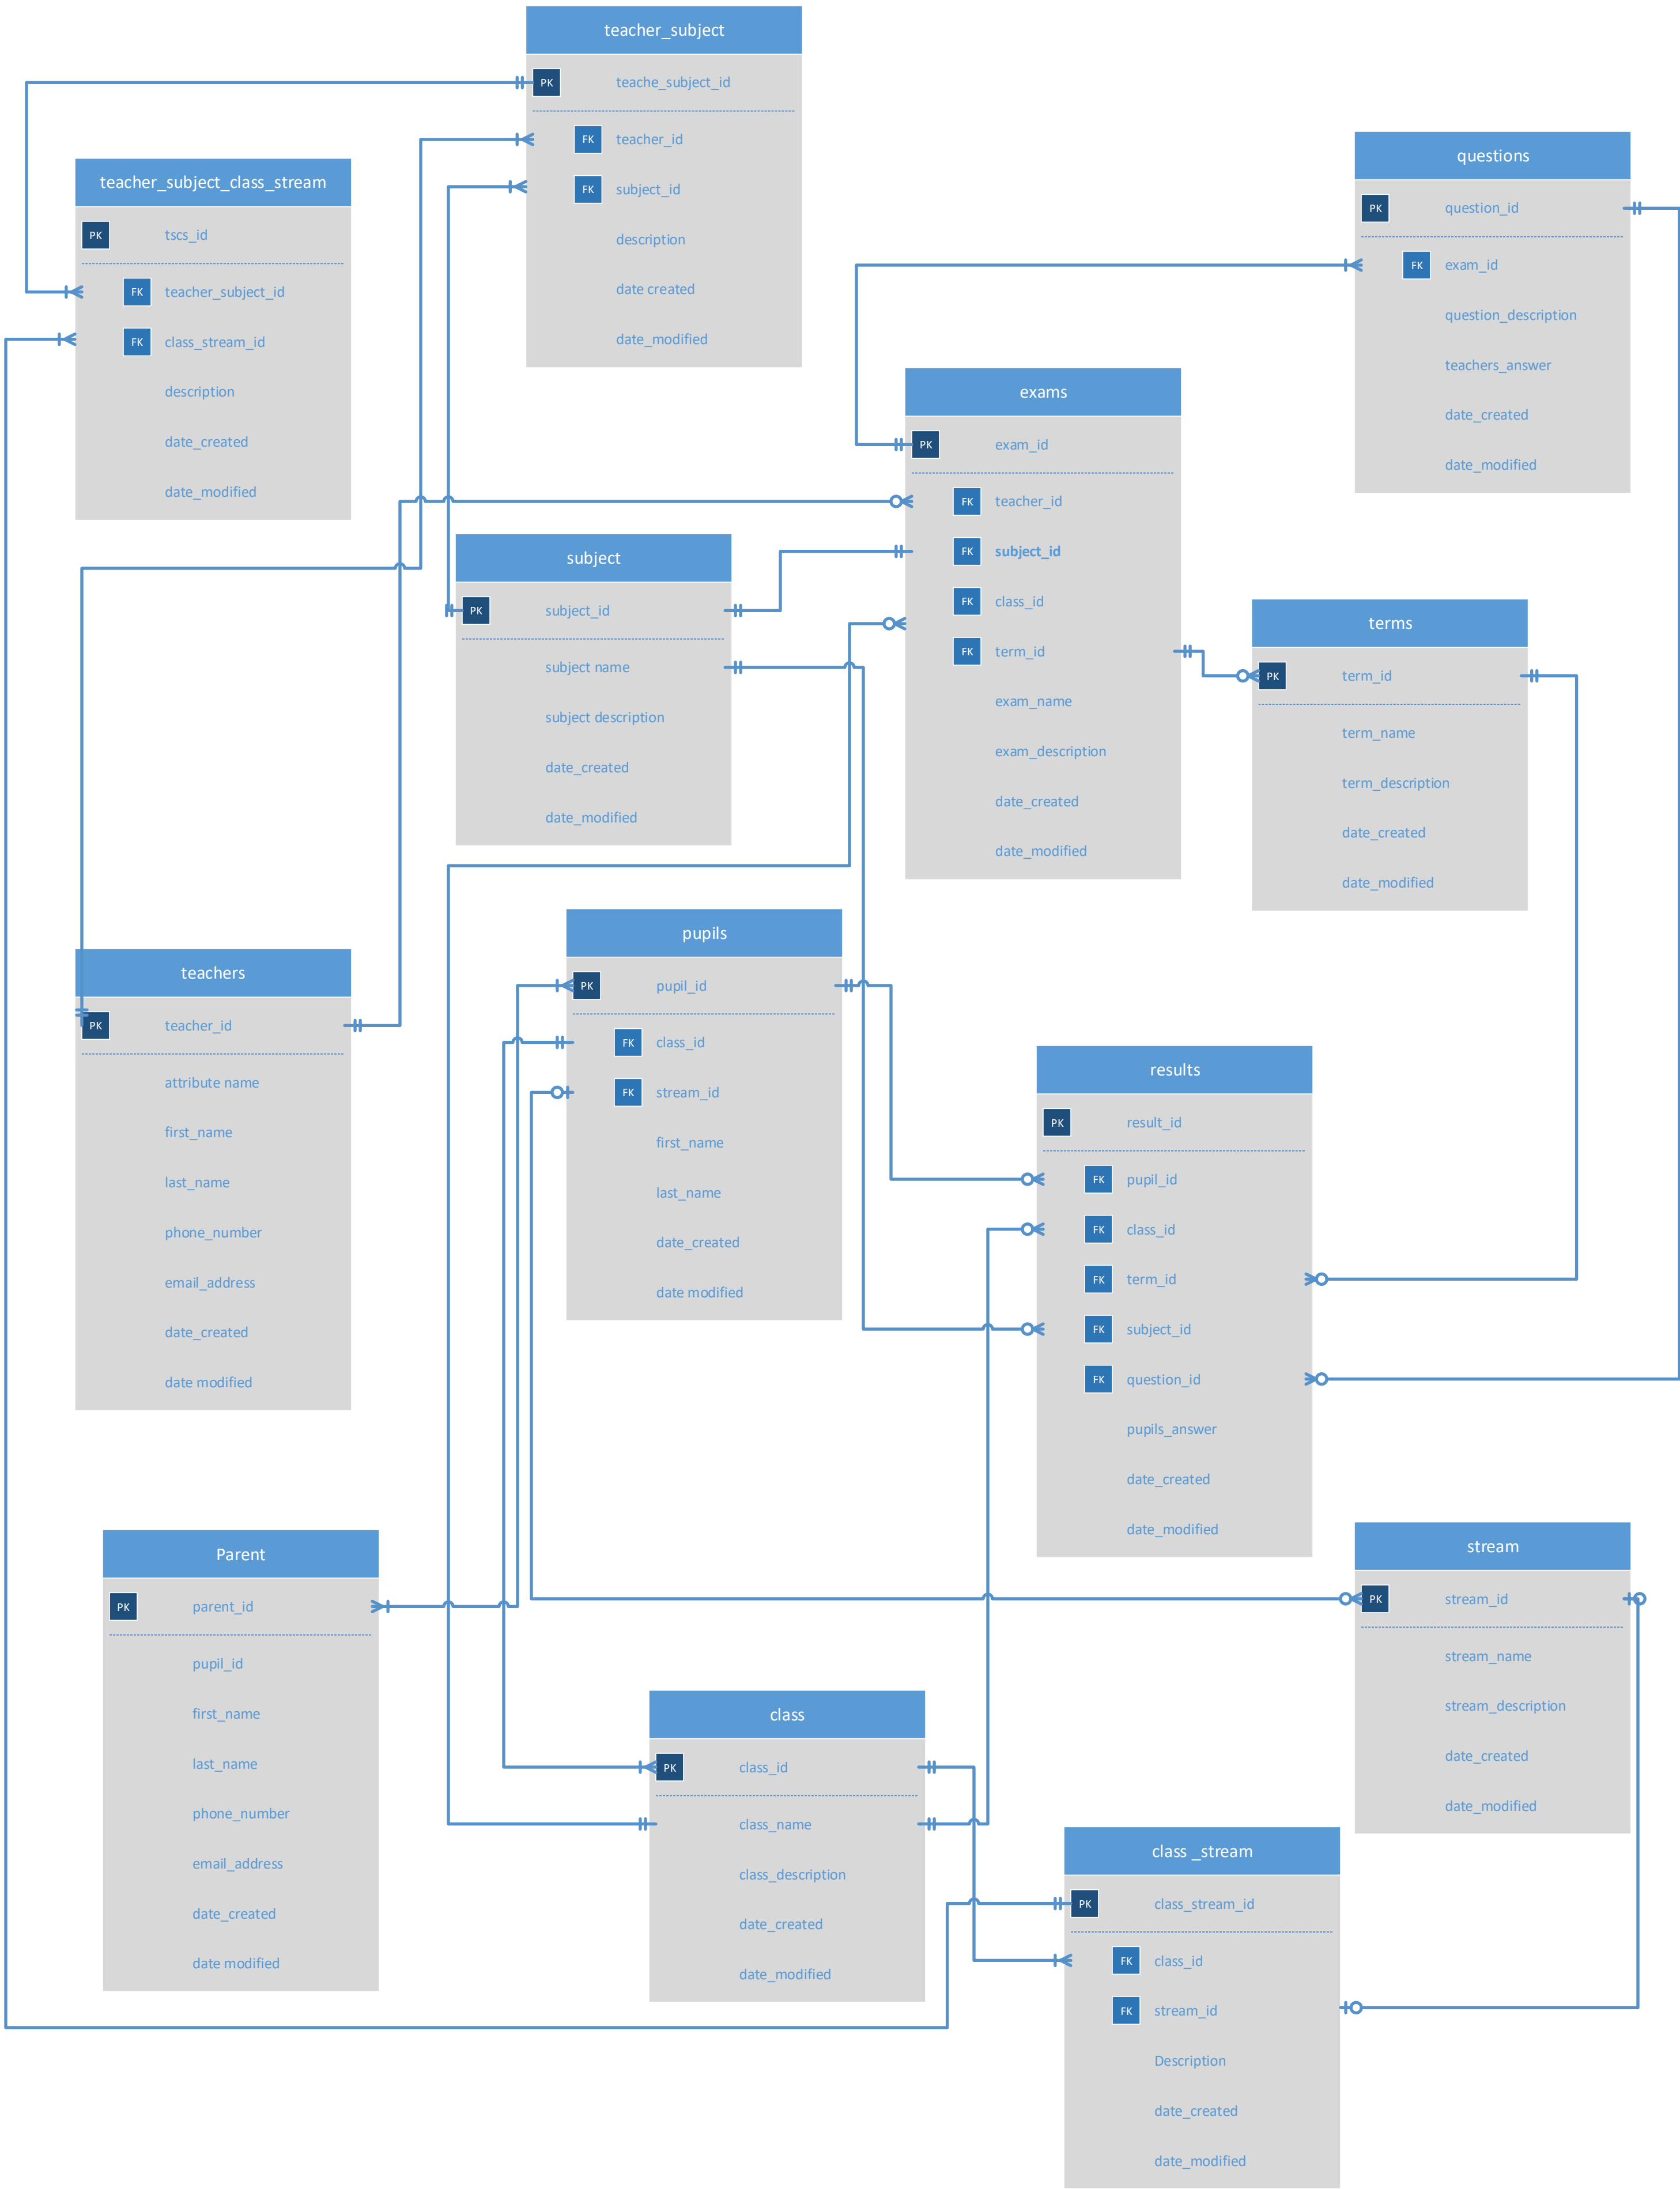 teacher_subject
PK teache_subject_id
FK teacher_id
FK subject_id
description
date created
date_modified
questions
PK question_id
FK exam_id
question_description
teachers_answer
date_created
date_modified
teacher_subject_class_stream
PK tscs_id
FK teacher_subject_id
FK class_stream_id
description
date_created
date_modified
exams
PK exam_id
FK teacher_id
FK subject_id
FK class_id
FK term_id
exam_name
exam_description
date_created
date_modified
subject
PK subject_id
subject name
subject description
date_created
date_modified
terms
PK term_id
term_name
term_description
date_created
date_modified
pupils
PK pupil_id
FK class_id
FK stream_id
first_name
last_name
date_created
date modified
teachers
PK teacher_id
attribute name
first_name
last_name
phone_number
email_address
date_created
date modified
results
PK result_id
FK pupil_id
FK class_id
FK term_id
FK subject_id
FK question_id
pupils_answer
date_created
date_modified
Parent
PK parent_id
pupil_id
first_name
last_name
phone_number
email_address
date_created
date modified
stream
PK stream_id
stream_name
stream_description
date_created
date_modified
class
PK class_id
class_name
class_description
date_created
date_modified
class _stream
PK class_stream_id
FK class_id
FK stream_id
Description
date_created
date_modified